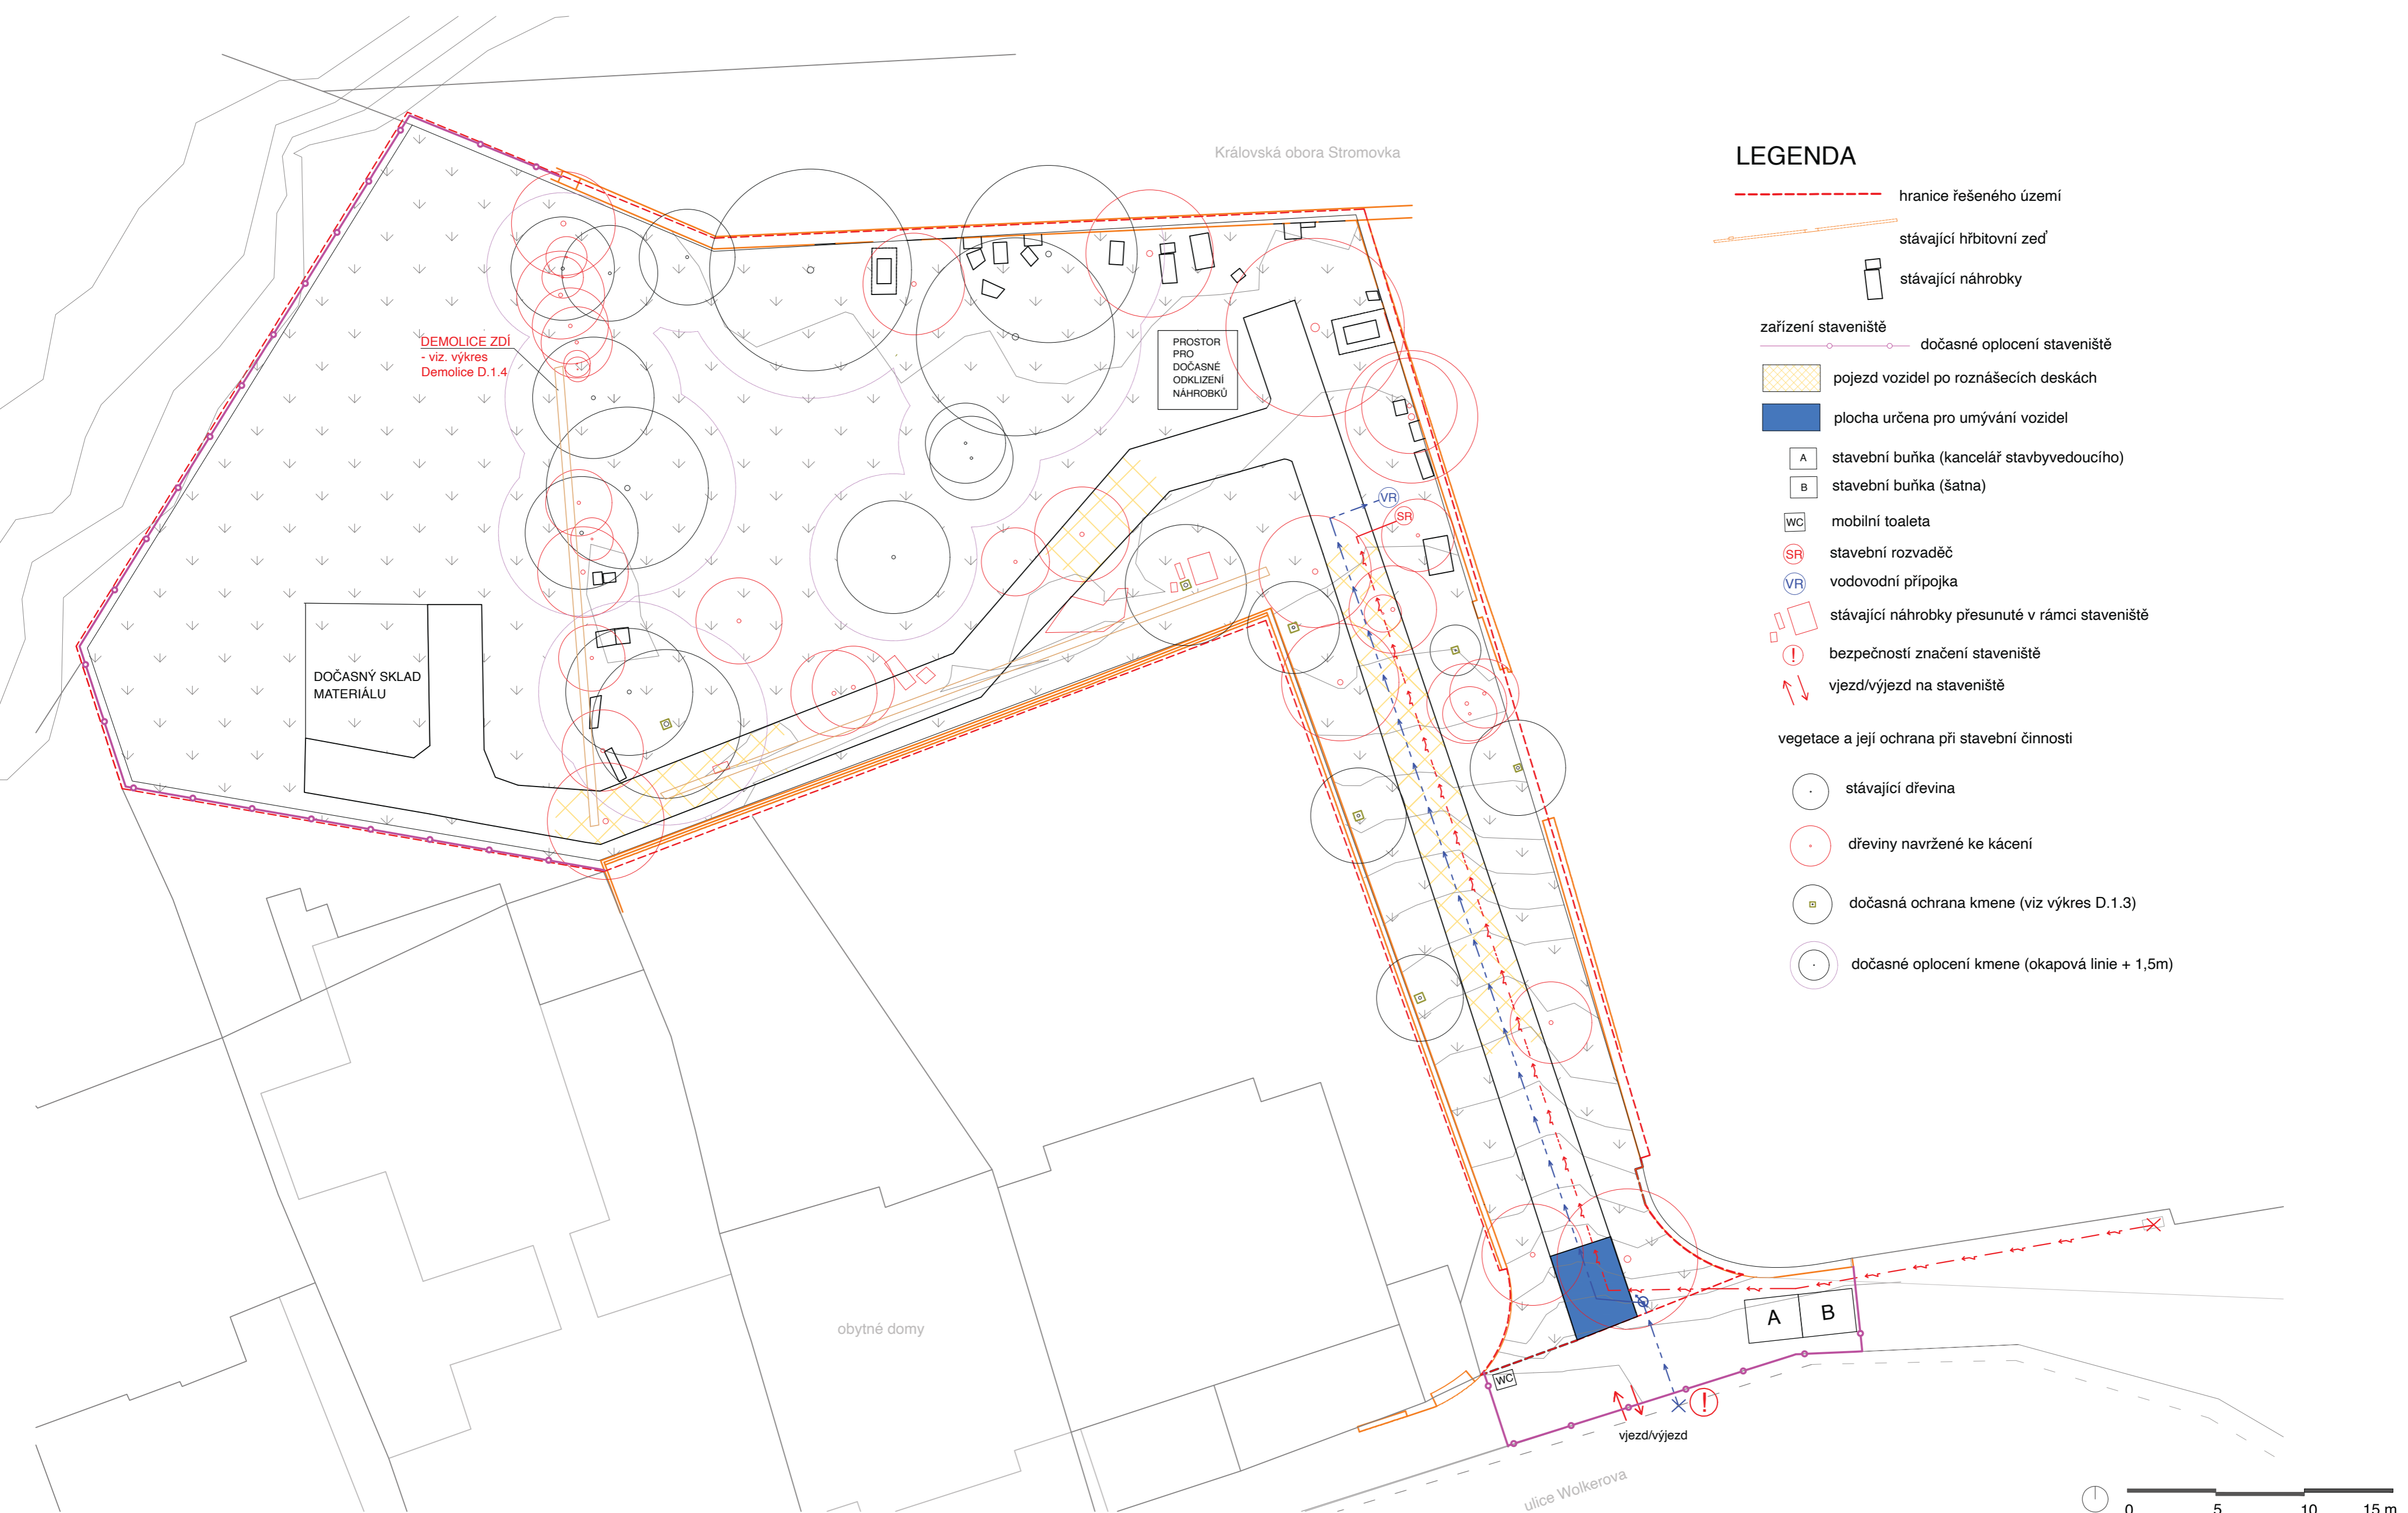 Královská obora Stromovka
DEMOLICE ZDÍ
- viz. výkres
Demolice D.1.4
PROSTOR
PRO
DOČASNÉ
ODKLIZENÍ
NÁHROBKŮ
VR
SR
DOČASNÝ SKLAD
MATERIÁLU
obytné domy
A
B
WC
!
vjezd/výjezd
ulice Wolkerova
LEGENDA
hranice řešeného území
stávající hřbitovní zeď
stávající náhrobky
zařízení staveniště
dočasné oplocení staveniště
pojezd vozidel po roznášecích deskách
plocha určena pro umývání vozidel
A stavební buňka (kancelář stavbyvedoucího)
B stavební buňka (šatna)
WC mobilní toaleta
SR stavební rozvaděč
VR vodovodní přípojka
stávající náhrobky přesunuté v rámci staveniště
! bezpečností značení staveniště
vjezd/výjezd na staveniště
vegetace a její ochrana při stavební činnosti
stávající dřevina
dřeviny navržené ke kácení
dočasná ochrana kmene (viz výkres D.1.3)
dočasné oplocení kmene (okapová linie + 1,5m)
0 5 10 15 m